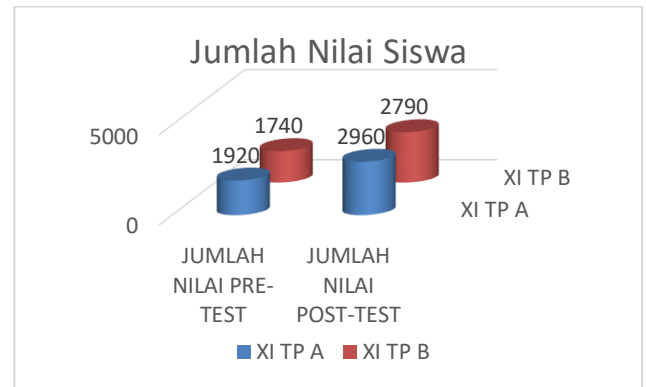 Jumlah Nilai Siswa
5000
0
1920
1740
2960
2790
XI TP B
XI TP A
JUMLAH
NILAI PRE-
TEST
JUMLAH
NILAI
POST-TEST
XI TP A
XI TP B